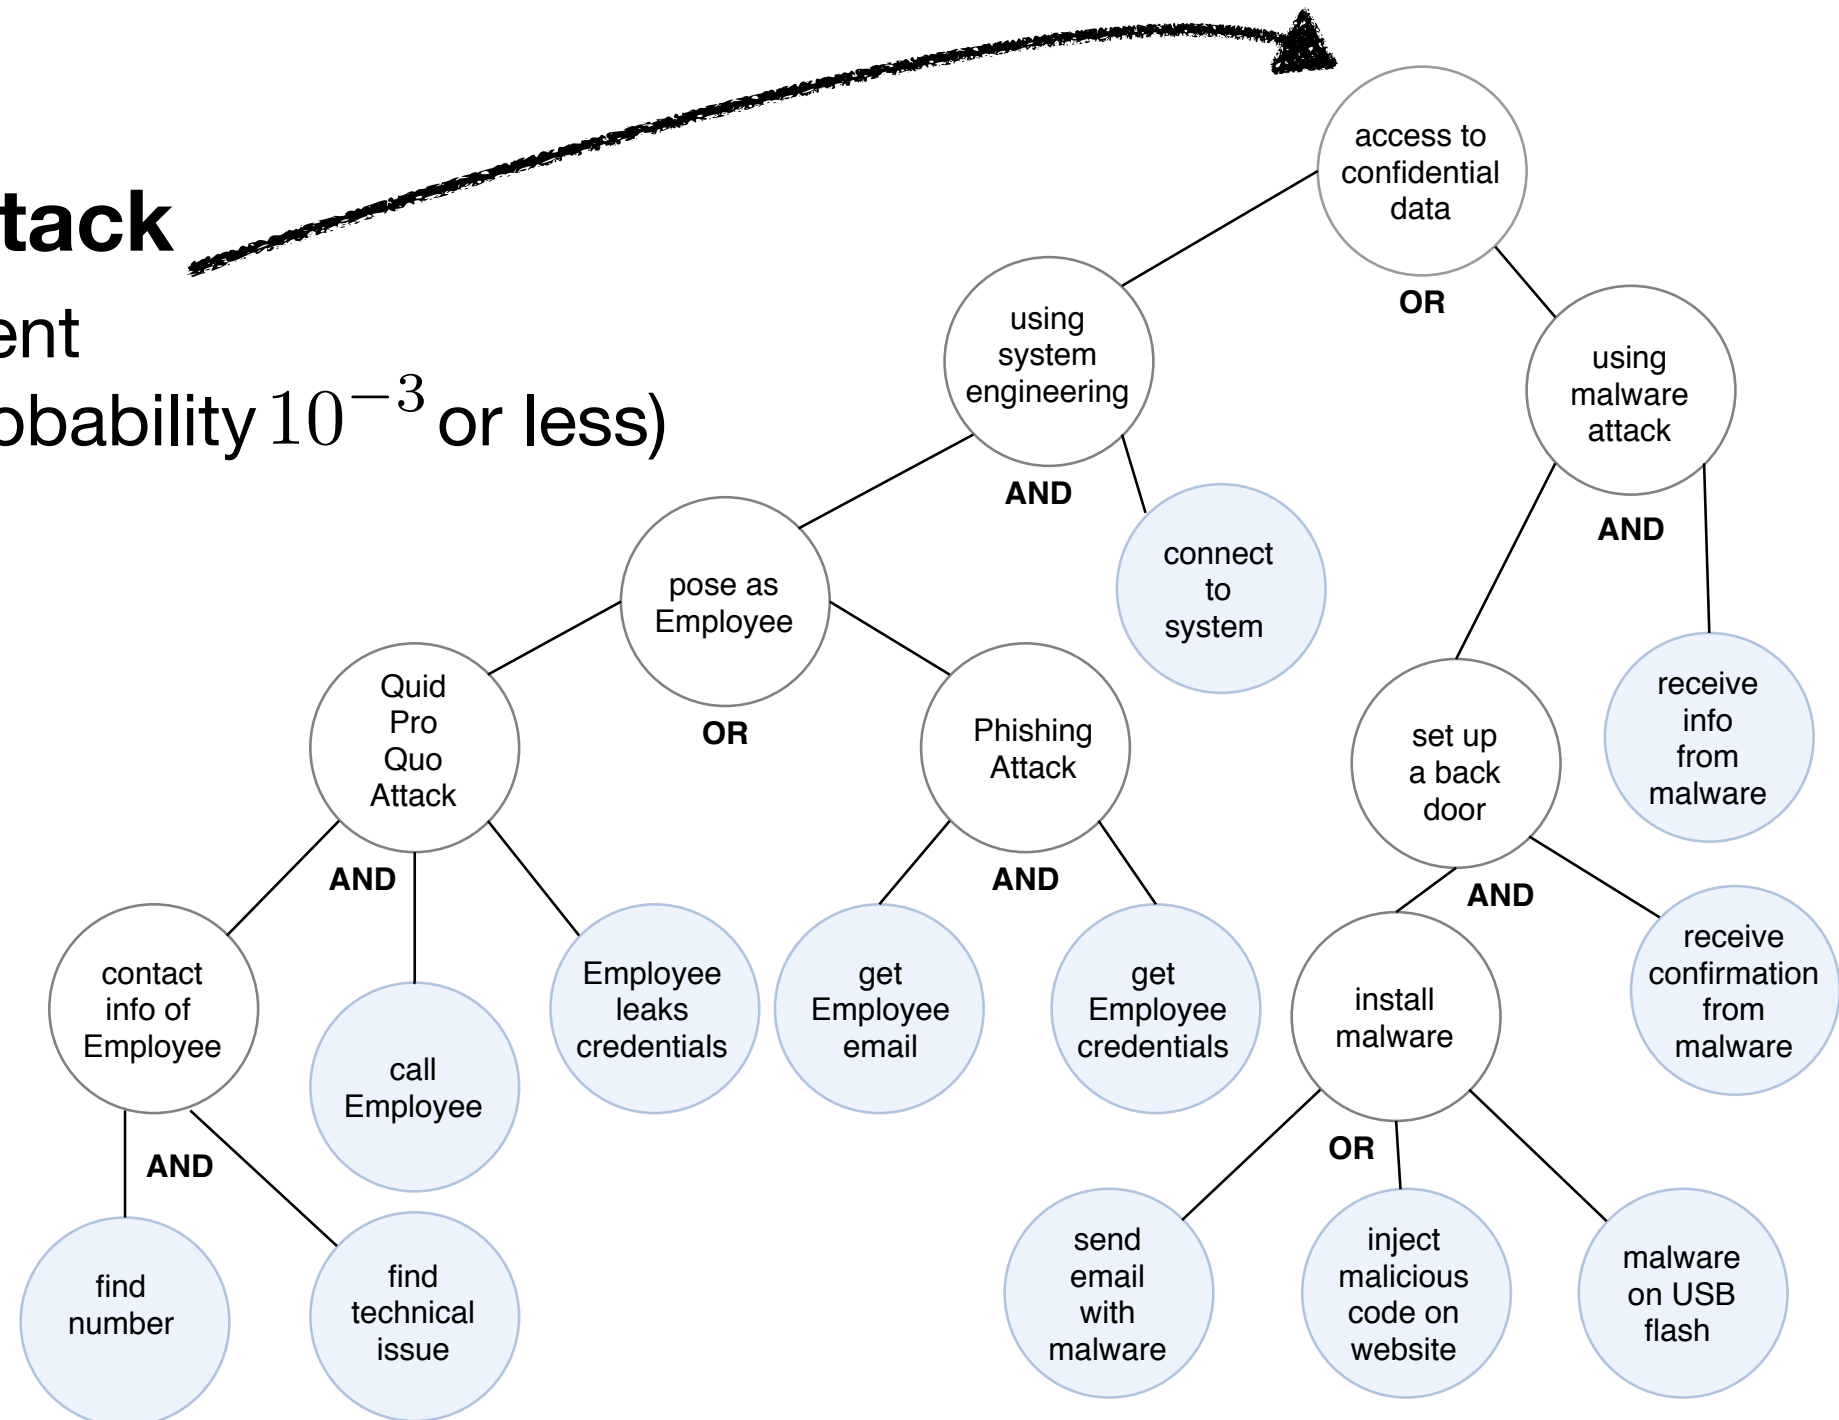 tack
ent
obability 10^{-3} or less)
access to
confidential
data
OR
using
system
engineering
AND
using
malware
attack
AND
pose as
Employee
OR
connect
to
system
Quid
Pro
Quo
Attack
AND
Phishing
Attack
AND
set up
a back
door
AND
receive
info
from
malware
contact
info of
Employee
AND
call
Employee
Employee
leaks
credentials
get
Employee
email
get
Employee
credentials
install
malware
OR
receive
confirmation
from
malware
find
number
find
technical
issue
send
email
with
malware
inject
malicious
code on
website
malware
on USB
flash